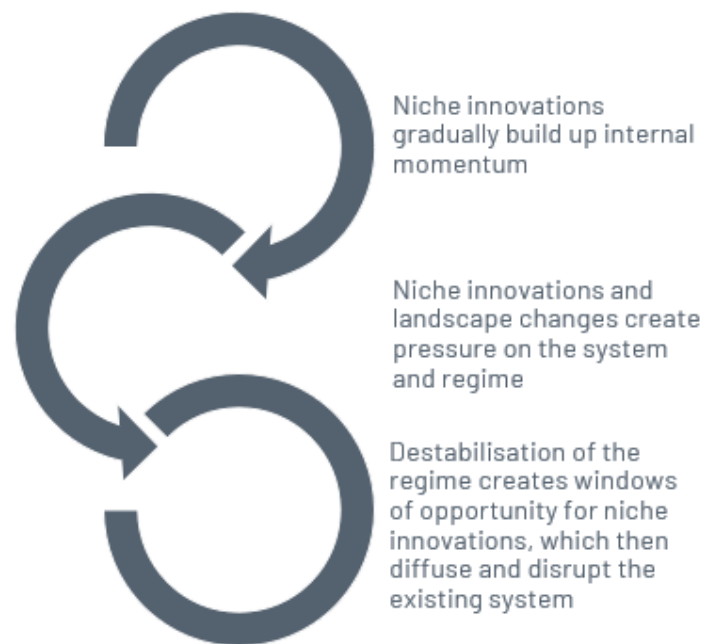 Niche innovations
gradually build up internal
momentum
Niche innovations and
landscape changes create
pressure on the system
and regime
Destabilisation of the
regime creates windows
of opportunity for niche
innovations, which then
diffuse and disrupt the
existing system